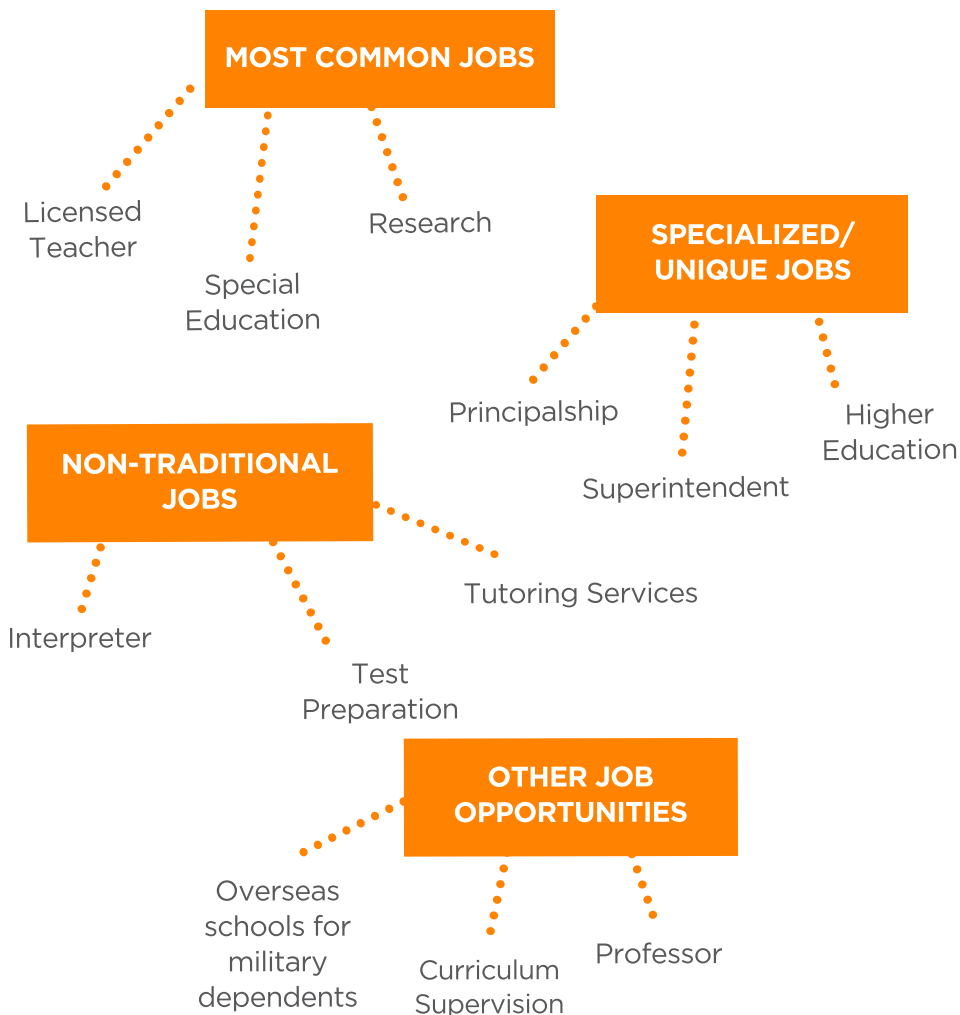 MOST COMMON JOBS
Licensed
Teacher
Special
Education
Research
SPECIALIZED/
UNIQUE JOBS
Principalship
Superintendent
Higher
Education
NON-TRADITIONAL
JOBS
Interpreter
Test
Preparation
Tutoring Services
OTHER JOB
OPPORTUNITIES
Overseas
schools for
military
dependents
Curriculum
Supervision
Professor